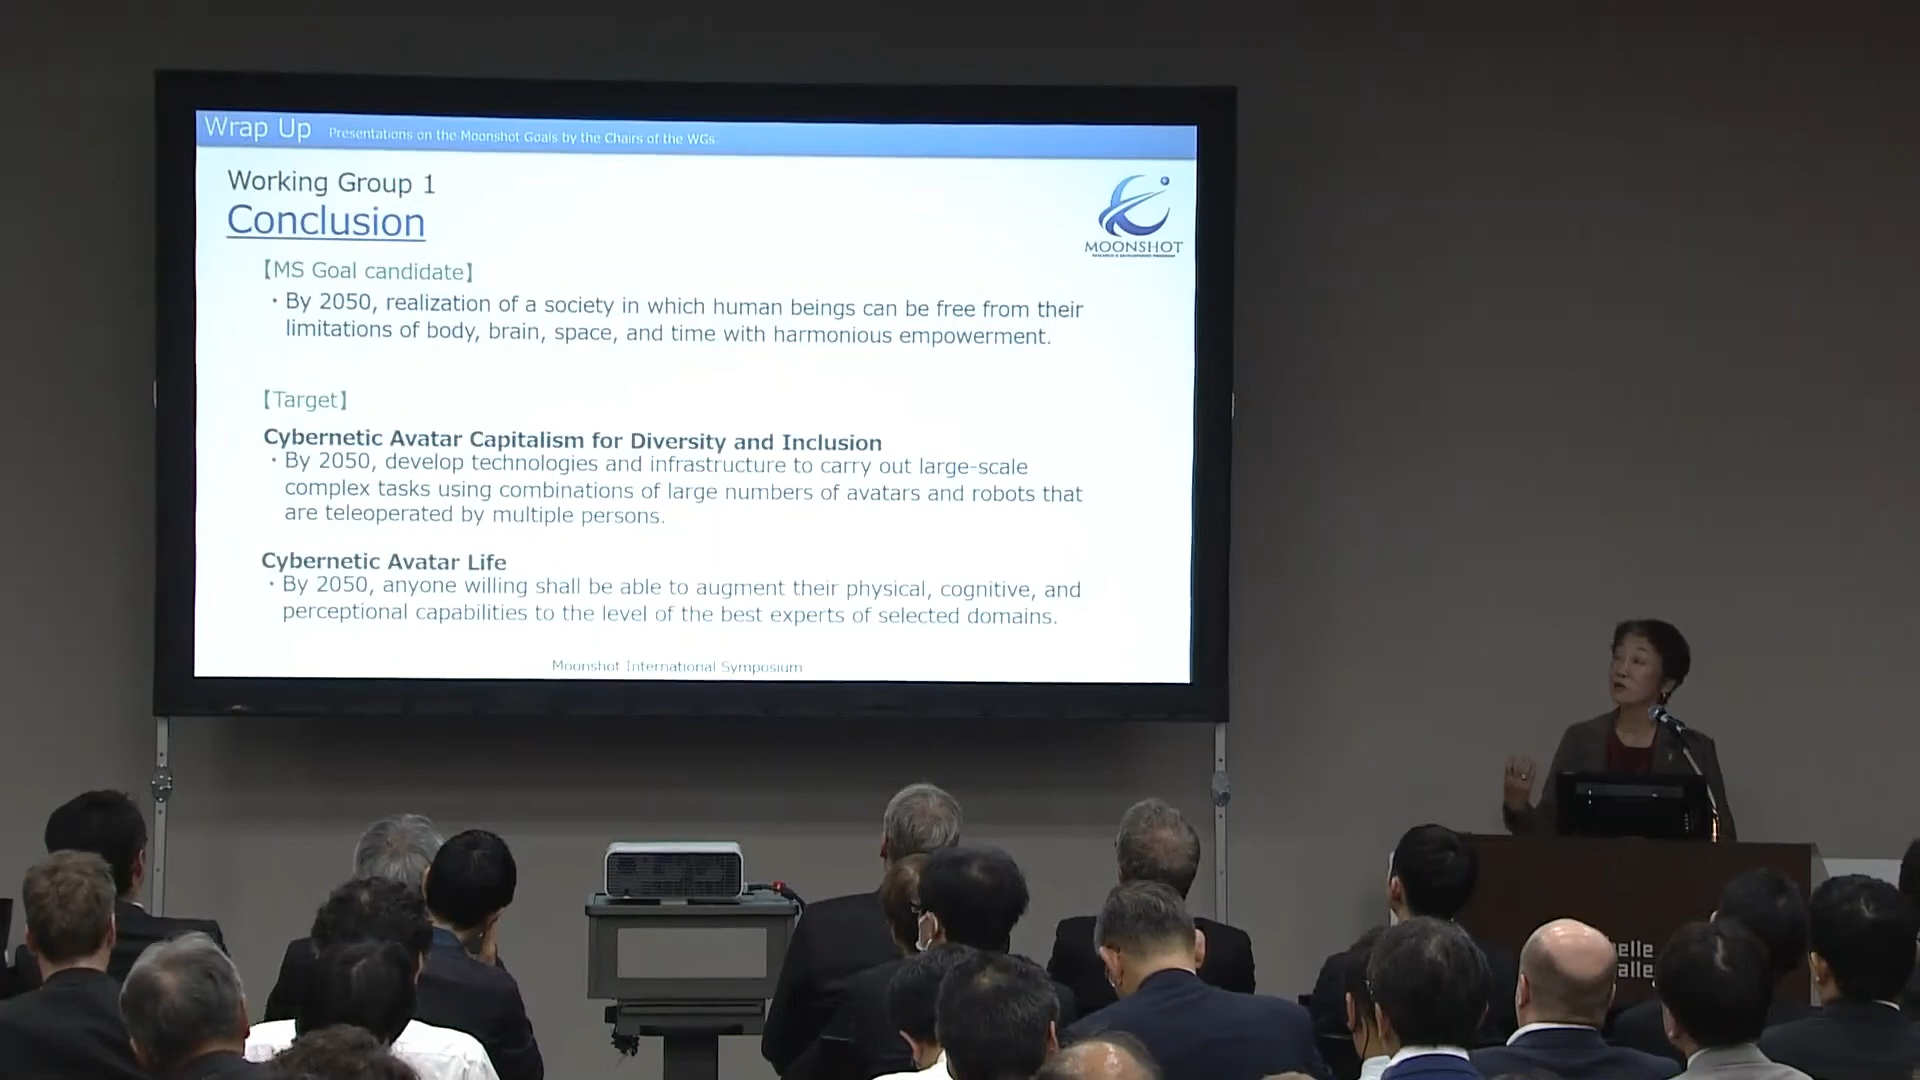 Wrap Up Presentations on the Moonshot Goals by the Chairs of the WGs
Working Group 1
Conclusion
MOONSHOT
RESEARCH & DEVELOPMENT PROGRAM
【MS Goal candidate】
・By 2050, realization of a society in which human beings can be free from their
limitations of body, brain, space, and time with harmonious empowerment.
【Target】
Cybernetic Avatar Capitalism for Diversity and Inclusion
・By 2050, develop technologies and infrastructure to carry out large-scale
complex tasks using combinations of large numbers of avatars and robots that
are teleoperated by multiple persons.
Cybernetic Avatar Life
・By 2050, anyone willing shall be able to augment their physical, cognitive, and
perceptional capabilities to the level of the best experts of selected domains.
Moonshot International Symposium
elle
alle